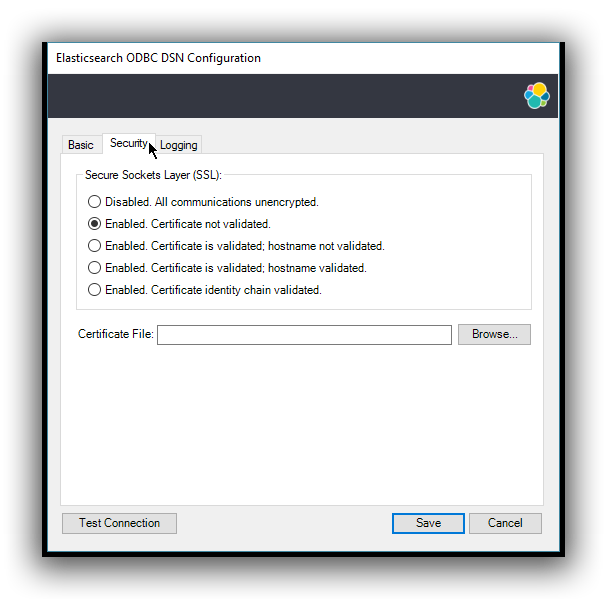 Elasticsearch ODBC DSN Configuration
Basic Security Logging
Secure Sockets Layer (SSL):
Disabled. All communications unencrypted.
Enabled. Certificate not validated.
Enabled. Certificate is validated; hostname not validated.
Enabled. Certificate is validated; hostname validated.
Enabled. Certificate identity chain validated.
Certificate File: Browse...
Test Connection Save Cancel